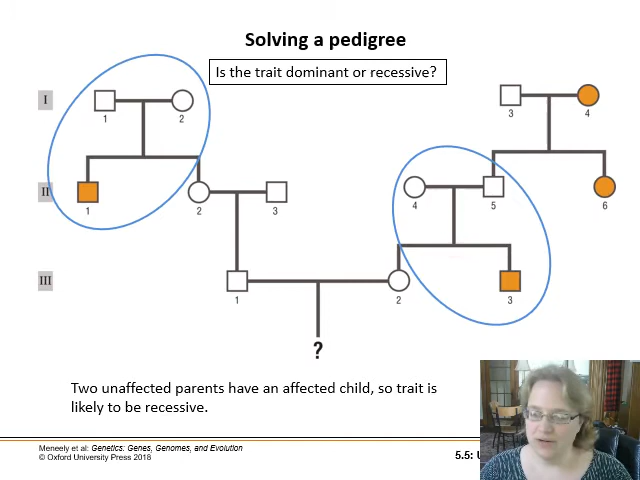 Solving a pedigree
Is the trait dominant or recessive?
I
1
2
3
4
II
1
2
3
4
5
6
III
1
2
3
?
Two unaffected parents have an affected child, so trait is
likely to be recessive.
Meneely et al: Genetics: Genes, Genomes, and Evolution
© Oxford University Press 2018
5.5: